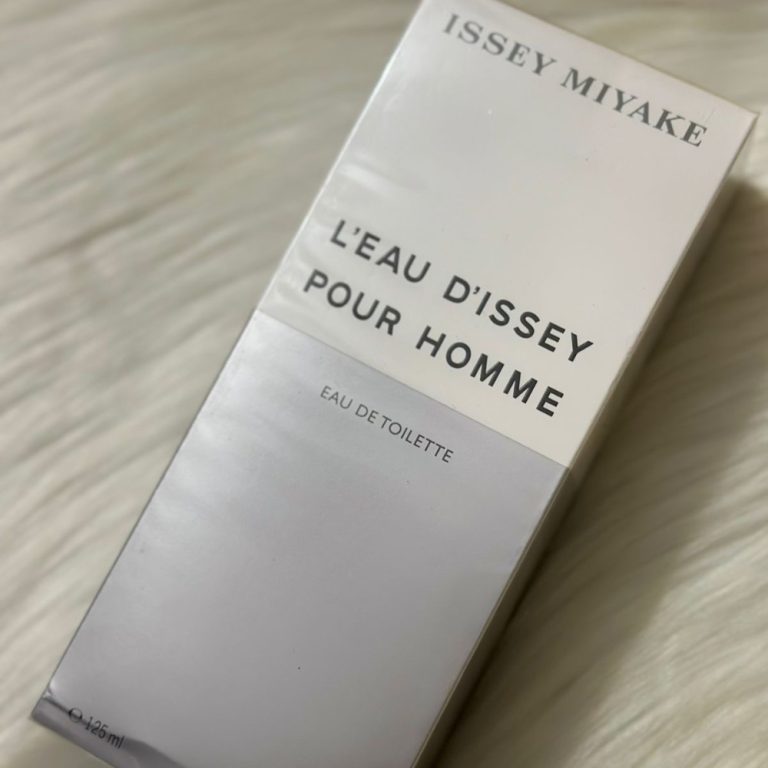 ISSEY MIYAKE
L'EAU D'ISSEY
POUR HOMME
EAU DE TOILETTE
℮ 125 ml